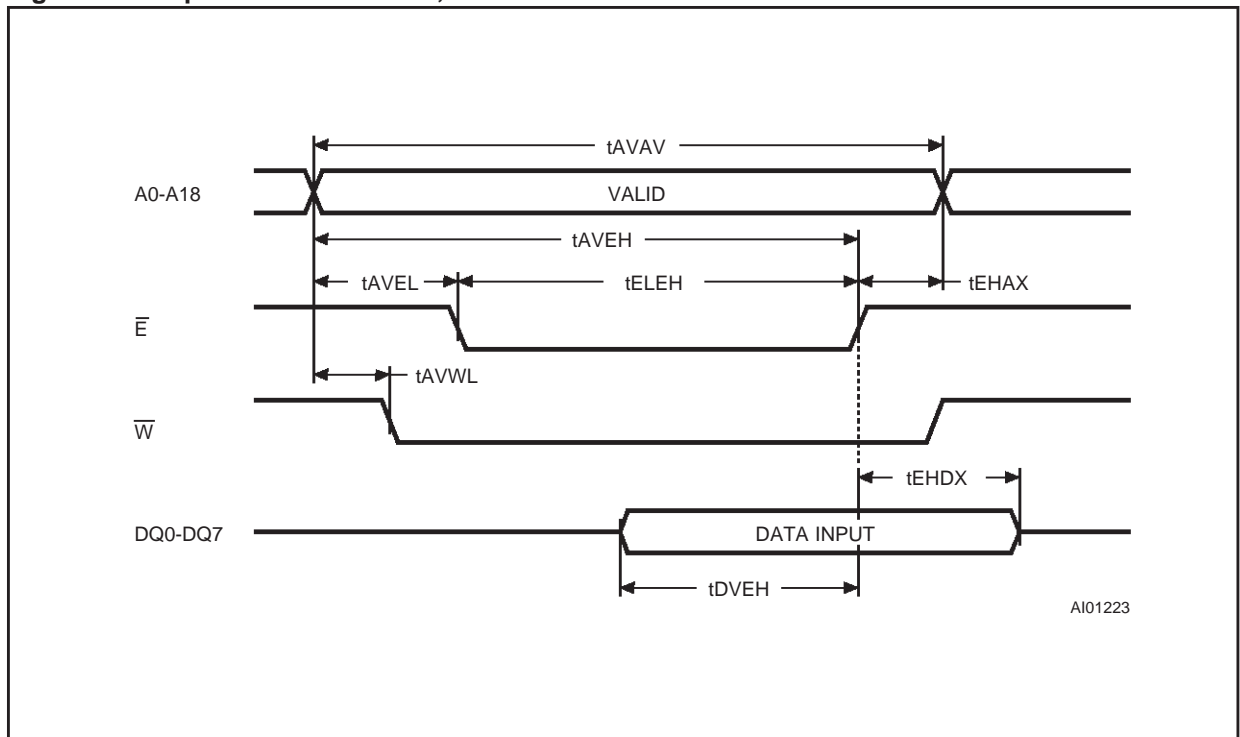 tAVAV
A0-A18
VALID
tAVEH
tAVEL
tELEH
tEHAX
E̅
tAVWL
W̅
tEHDX
DQ0-DQ7
DATA INPUT
tDVEH
AI01223